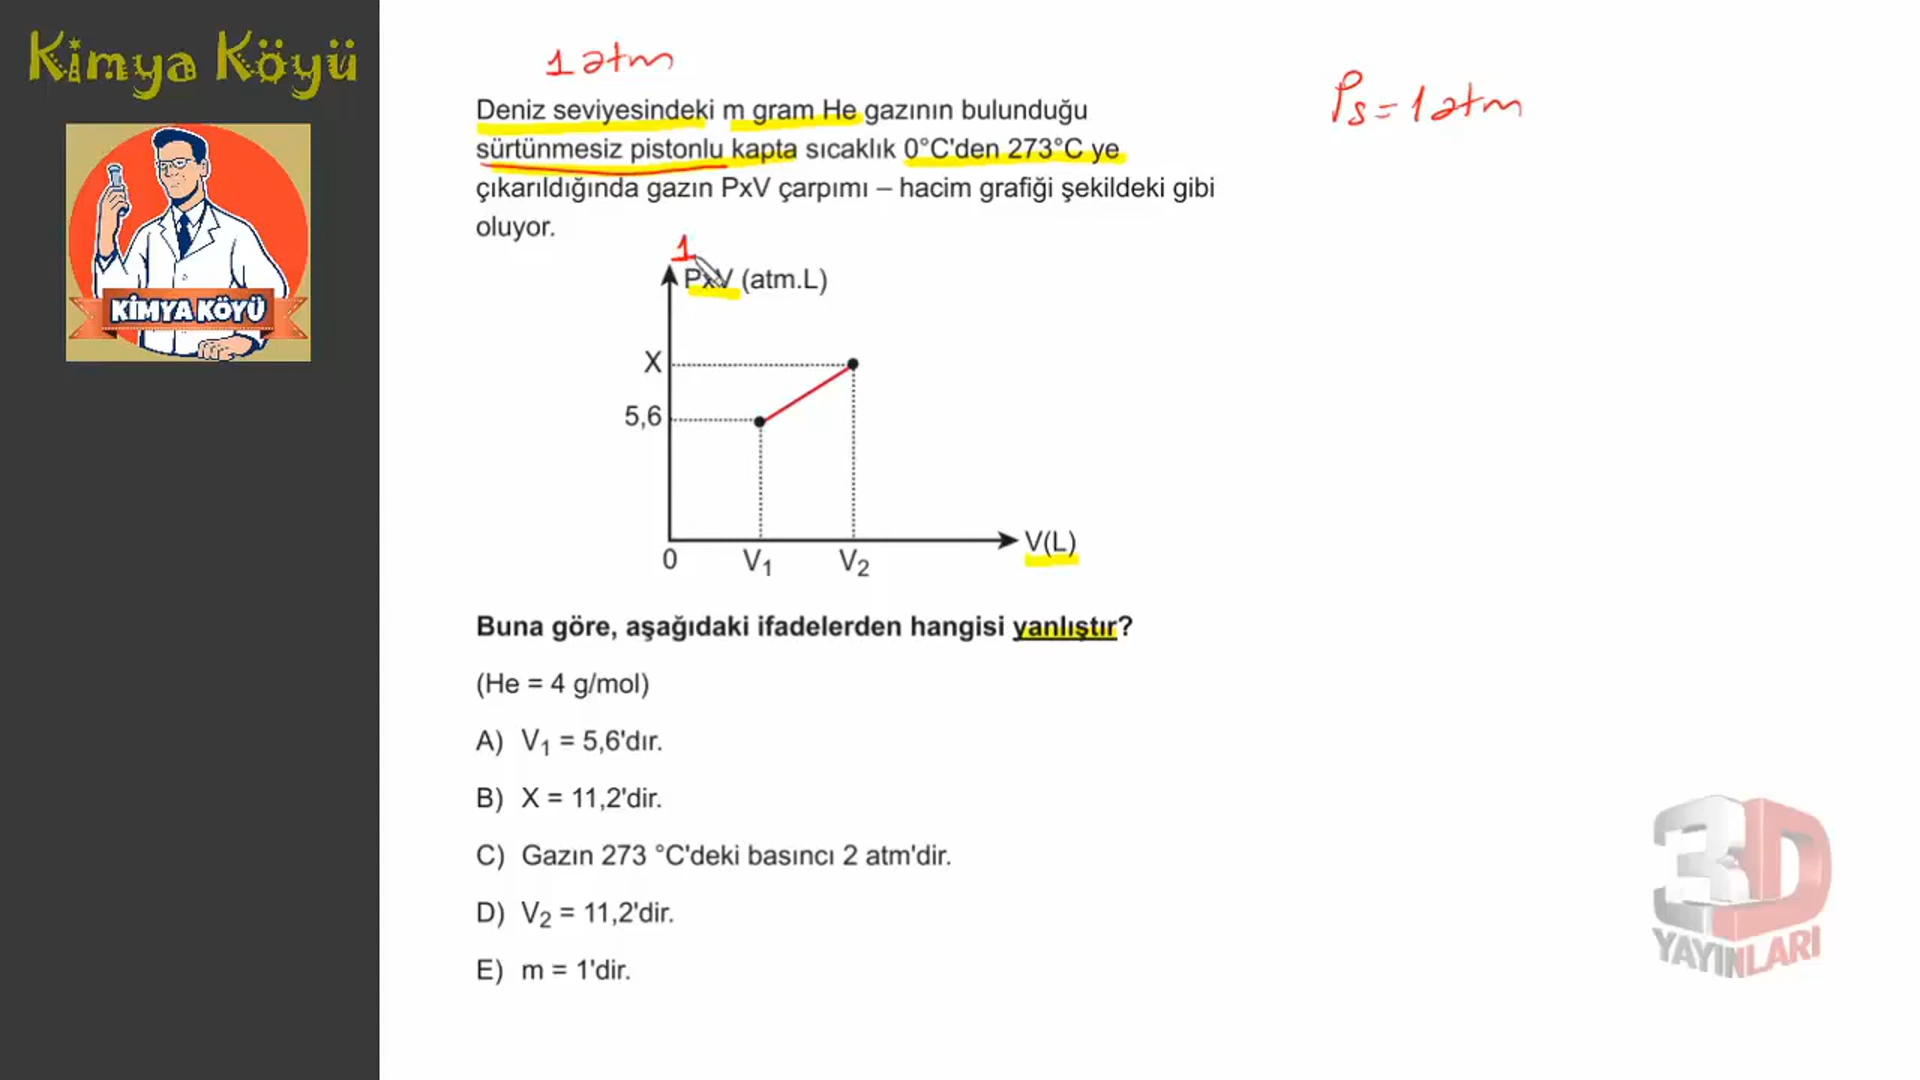 Kimya Köyü
KİMYA KÖYÜ
1 atm
Ps = 1 atm
Deniz seviyesindeki m gram He gazının bulunduğu
sürtünmesiz pistonlu kapta sıcaklık 0°C'den 273°C ye
çıkarıldığında gazın PxV çarpımı – hacim grafiği şekildeki gibi
oluyor.
1
PxV (atm.L)
X
5,6
0
V₁
V₂
V(L)
Buna göre, aşağıdaki ifadelerden hangisi yanlıştır?
(He = 4 g/mol)
A) V₁ = 5,6'dır.
B) X = 11,2'dir.
C) Gazın 273 °C'deki basıncı 2 atm'dir.
D) V₂ = 11,2'dir.
E) m = 1'dir.
3D
YAYINLARI